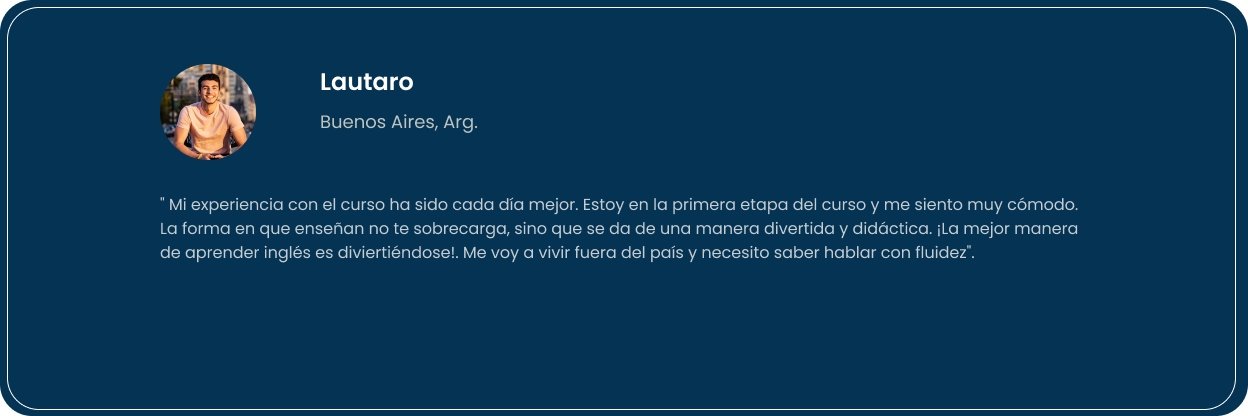 Lautaro
Buenos Aires, Arg.
" Mi experiencia con el curso ha sido cada día mejor. Estoy en la primera etapa del curso y me siento muy cómodo.
La forma en que enseñan no te sobrecarga, sino que se da de una manera divertida y didáctica. ¡La mejor manera
de aprender inglés es diviertiéndose!. Me voy a vivir fuera del país y necesito saber hablar con fluidez".